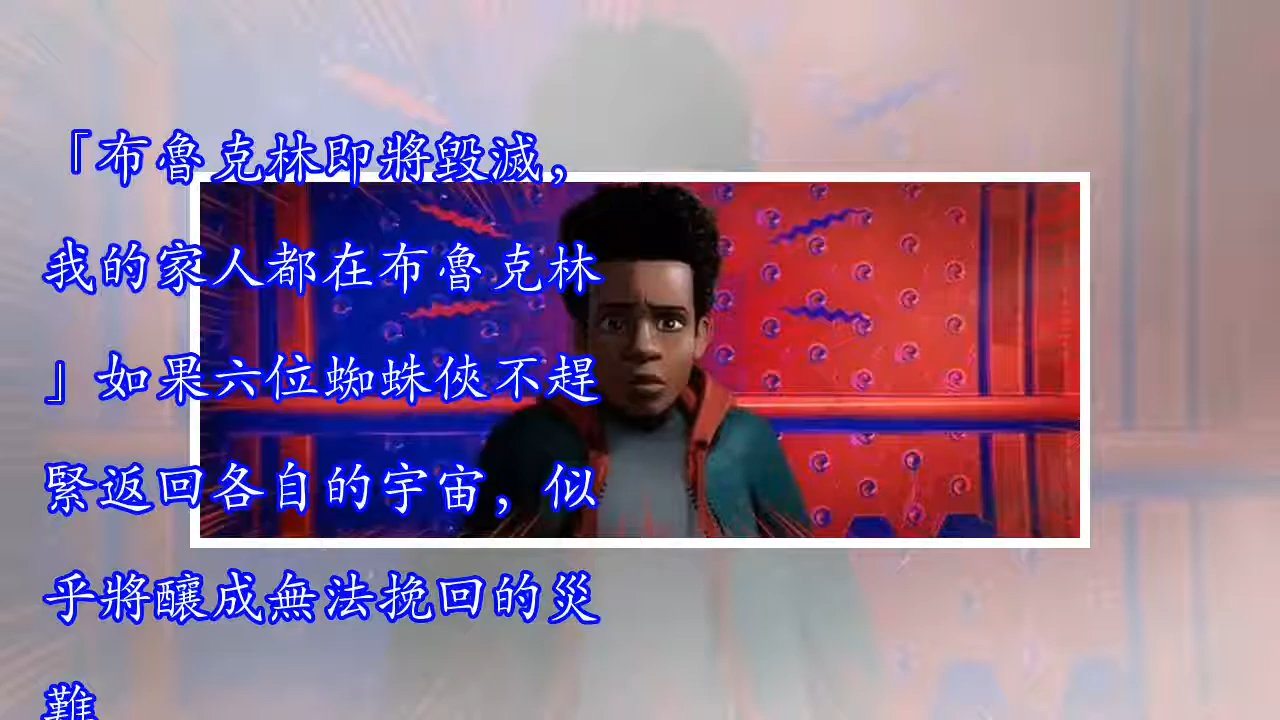 「布魯克林即將毀滅，
我的家人都在布魯克林
」如果六位蜘蛛俠不趕
緊返回各自的宇宙，似
乎將釀成無法挽回的災
難